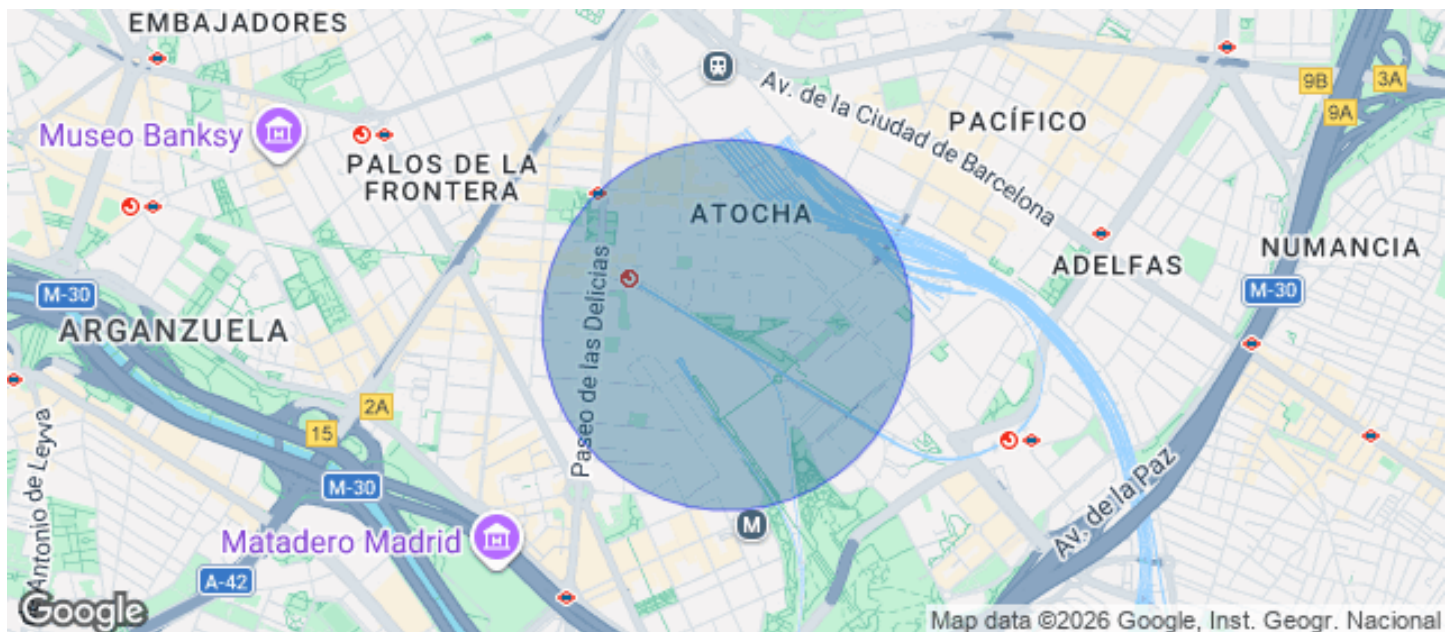 EMBAJADORES
Museo Banksy
PALOS DE LA
FRONTERA
Av. de la Ciudad de Barcelona
PACÍFICO
9B
3A
9A
ATOCHA
ADELFAS
NUMANCIA
M-30
M-30
ARGANZUELA
Paseo de las Delicias
2A
15
M-30
Antonio de Leyva
Matadero Madrid
M
Av. de la Paz
A-42
Google
Map data ©2026 Google, Inst. Geogr. Nacional